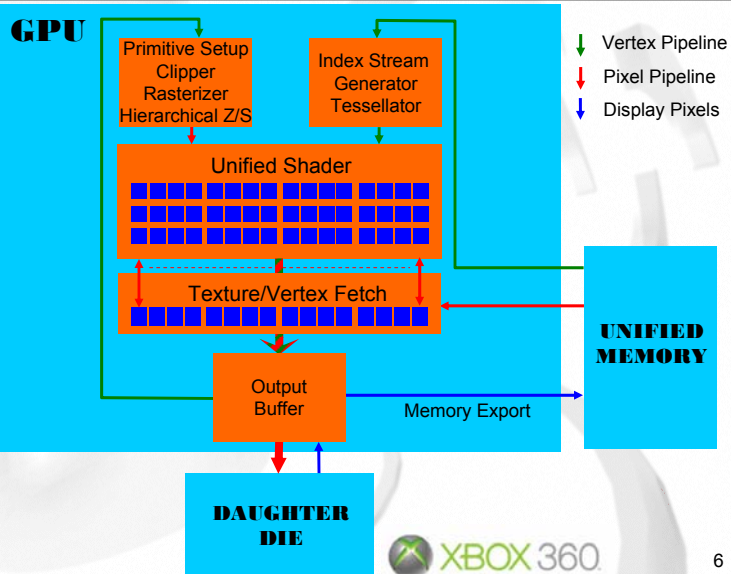 GPU
Primitive Setup
Clipper
Rasterizer
Hierarchical Z/S
Index Stream
Generator
Tessellator
Vertex Pipeline
Pixel Pipeline
Display Pixels
Unified Shader
Texture/Vertex Fetch
UNIFIED
MEMORY
Output
Buffer
Memory Export
DAUGHTER
DIE
XBOX 360
6